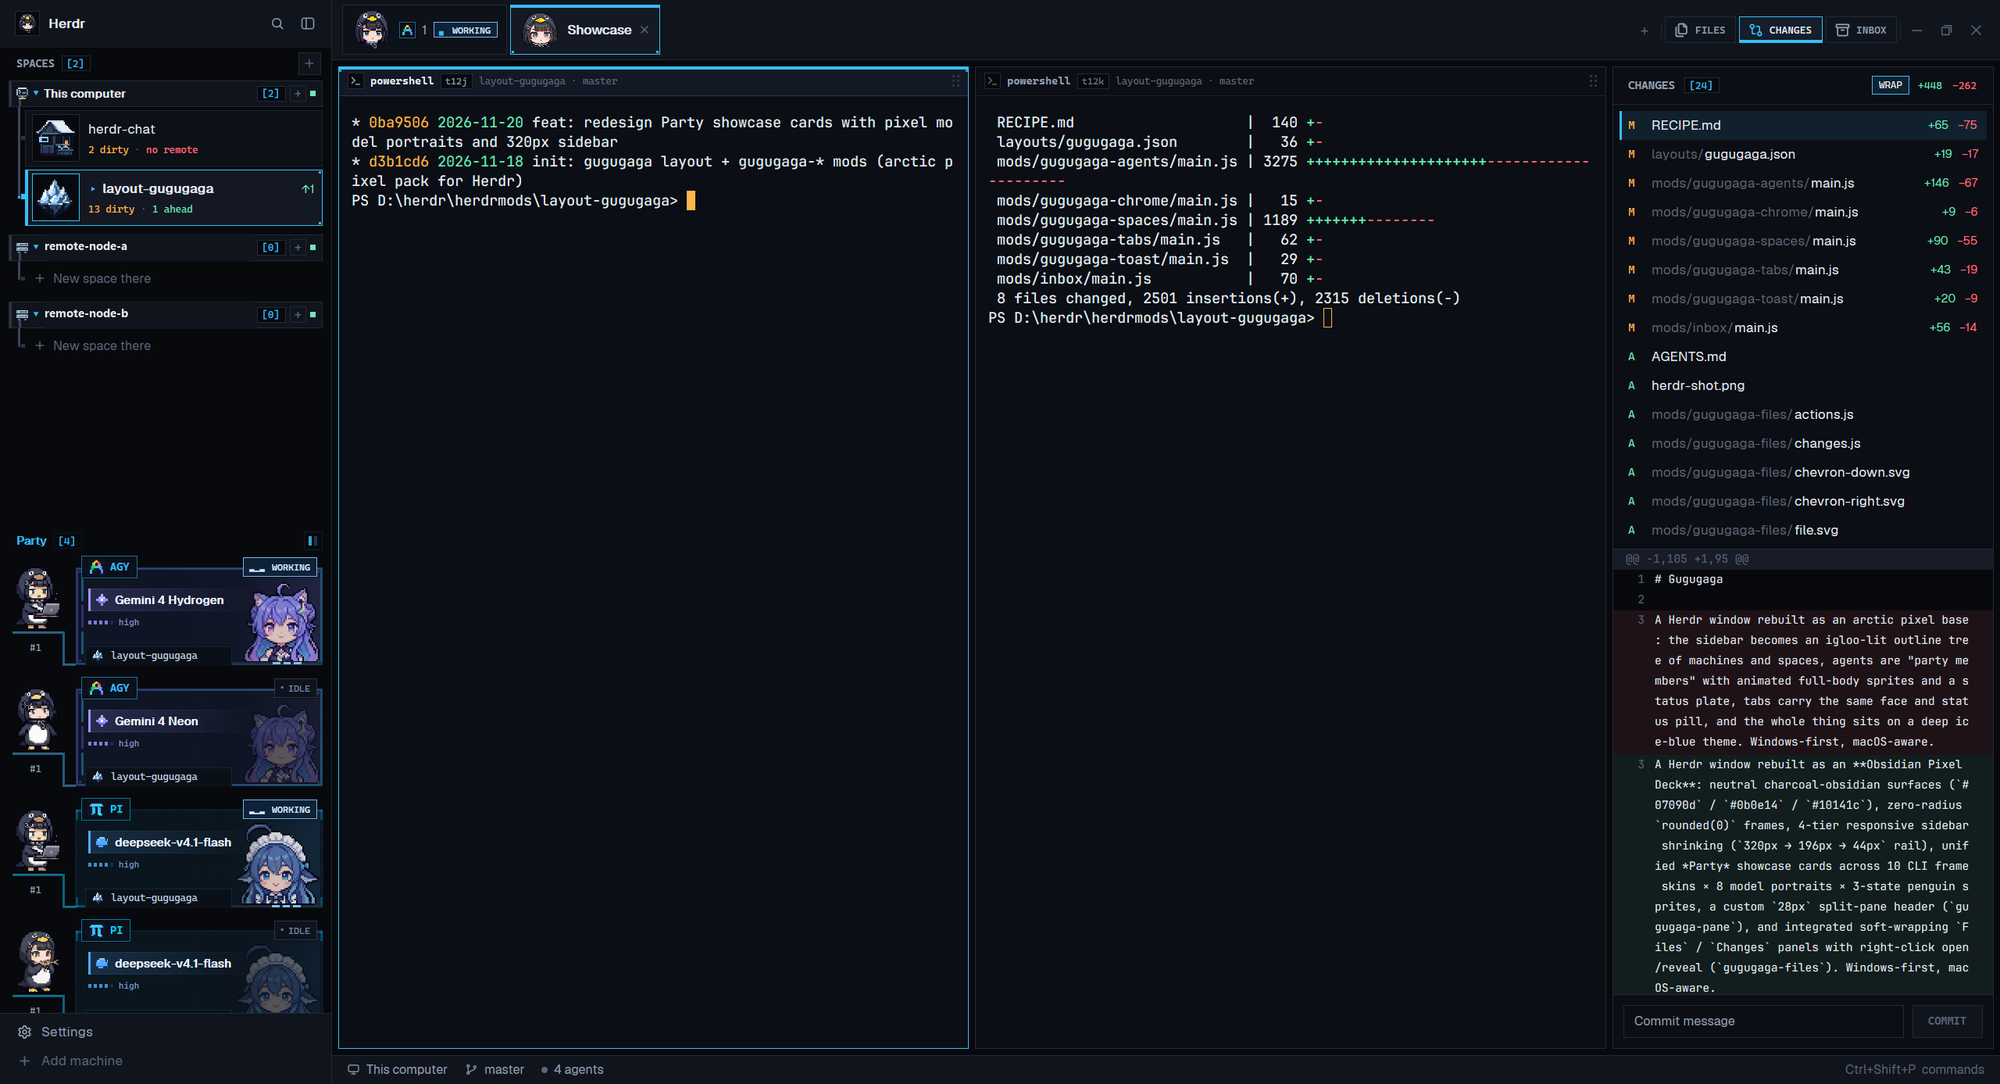 Herdr
SPACES [2]
+
This computer [2] +
herdr-chat
2 dirty · no remote
layout-gugugaga ↑1
13 dirty · 1 ahead
remote-node-a [0] +
+ New space there
remote-node-b [0] +
+ New space there
Party [4]
AGY WORKING
Gemini 4 Hydrogen
high
#1
layout-gugugaga
AGY • IDLE
Gemini 4 Neon
high
#1
layout-gugugaga
PI WORKING
deepseek-v4.1-flash
high
#1
layout-gugugaga
PI • IDLE
deepseek-v4.1-flash
high
#1
Settings
+ Add machine
1 WORKING
Showcase ×
+ FILES CHANGES INBOX
powershell t12j layout-gugugaga · master
* 0ba9506 2026-11-20 feat: redesign Party showcase cards with pixel mo
del portraits and 320px sidebar
* d3b1cd6 2026-11-18 init: gugugaga layout + gugugaga-* mods (arctic p
ixel pack for Herdr)
PS D:\herdr\herdrmods\layout-gugugaga>
powershell t12k layout-gugugaga · master
RECIPE.md | 140 +-
layouts/gugugaga.json | 36 +-
mods/gugugaga-agents/main.js | 3275 +++++++++++++++++++++------------
---------
mods/gugugaga-chrome/main.js | 15 +-
mods/gugugaga-spaces/main.js | 1189 +++++++--------
mods/gugugaga-tabs/main.js | 62 +-
mods/gugugaga-toast/main.js | 29 +-
mods/inbox/main.js | 70 +-
8 files changed, 2501 insertions(+), 2315 deletions(-)
PS D:\herdr\herdrmods\layout-gugugaga>
CHANGES [24] WRAP +448 −262
M RECIPE.md +65 −75
M layouts/gugugaga.json +19 −17
M mods/gugugaga-agents/main.js +146 −67
M mods/gugugaga-chrome/main.js +9 −6
M mods/gugugaga-spaces/main.js +90 −55
M mods/gugugaga-tabs/main.js +43 −19
M mods/gugugaga-toast/main.js +20 −9
M mods/inbox/main.js +56 −14
A AGENTS.md
A herdr-shot.png
A mods/gugugaga-files/actions.js
A mods/gugugaga-files/changes.js
A mods/gugugaga-files/chevron-down.svg
A mods/gugugaga-files/chevron-right.svg
A mods/gugugaga-files/file.svg
@@ -1,105 +1,95 @@
1 # Gugugaga
2
3 A Herdr window rebuilt as an arctic pixel base
: the sidebar becomes an igloo-lit outline tre
e of machines and spaces, agents are "party me
mbers" with animated full-body sprites and a s
tatus plate, tabs carry the same face and stat
us pill, and the whole thing sits on a deep ic
e-blue theme. Windows-first, macOS-aware.
3 A Herdr window rebuilt as an **Obsidian Pixel
Deck**: neutral charcoal-obsidian surfaces (`#
07090d` / `#0b0e14` / `#10141c`), zero-radius
`rounded(0)` frames, 4-tier responsive sidebar
shrinking (`320px → 196px → 44px` rail), unif
ied *Party* showcase cards across 10 CLI frame
skins × 8 model portraits × 3-state penguin s
prites, a custom `28px` split-pane header (`gu
gugaga-pane`), and integrated soft-wrapping `F
iles` / `Changes` panels with right-click open
/reveal (`gugugaga-files`). Windows-first, mac
OS-aware.
Commit message COMMIT
This computer master 4 agents
Ctrl+Shift+P commands